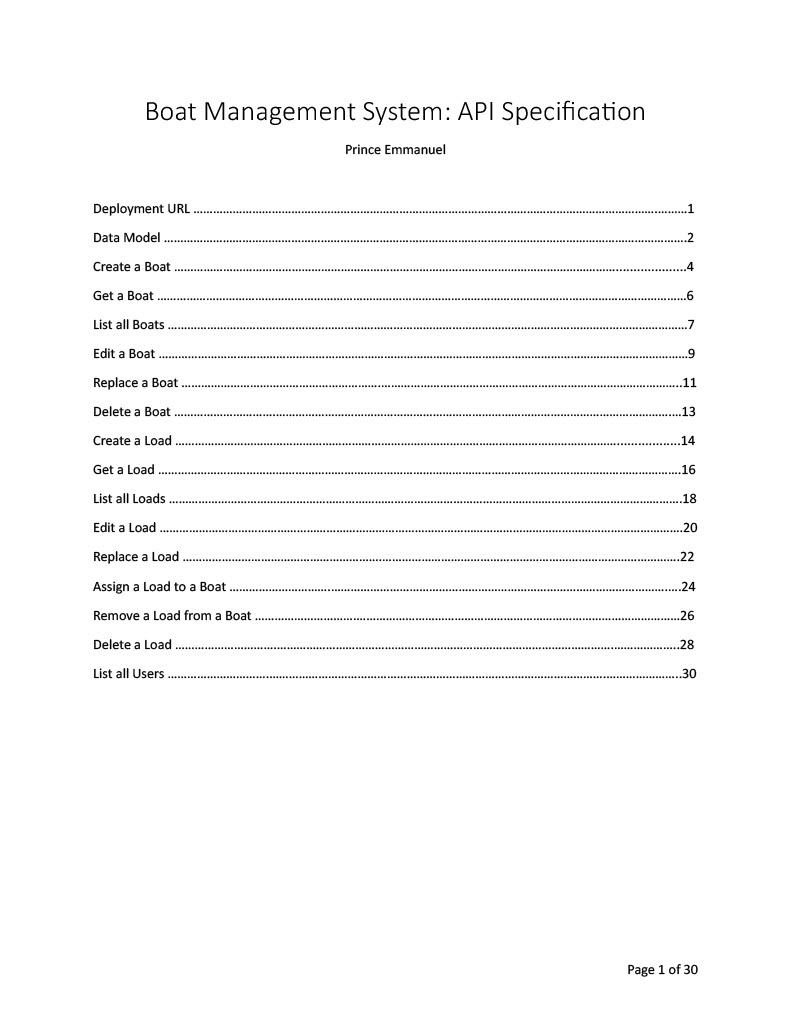 Boat Management System: API Specification
Prince Emmanuel
Deployment URL ……………………………………………………………………………………………………………………………………1
Data Model ……………………………………………………………………………………………………………………………………………2
Create a Boat …………………………………………………………………………………………………………………......................4
Get a Boat ………………………………………………………………………………………………………………………………………………6
List all Boats ……………………………………………………………………………………………………………………………………………7
Edit a Boat ………………………………………………………………………………………………………………………………………………9
Replace a Boat ………………………………………………………………………………………………………………………………………..11
Delete a Boat ……………………………………………………………………………………………………………………………………….…13
Create a Load …………………………………………………………………………………………………………………....................14
Get a Load ……………………………………………………………………………………………………………………………………………..16
List all Loads …………………………………………………………………………………………………………………………………………..18
Edit a Load ……………………………………………………………………………………………………………………………………………..20
Replace a Load ………………………………………………………………………………………………………………………………………..22
Assign a Load to a Boat …………………………………………………………………………………………………………………………..24
Remove a Load from a Boat ……………………………………………………………………………………………………………………26
Delete a Load …………………………………………………………………………………………………………………………………………..28
List all Users ……………………………………………………………………………………………………………………………………………..30
Page 1 of 30